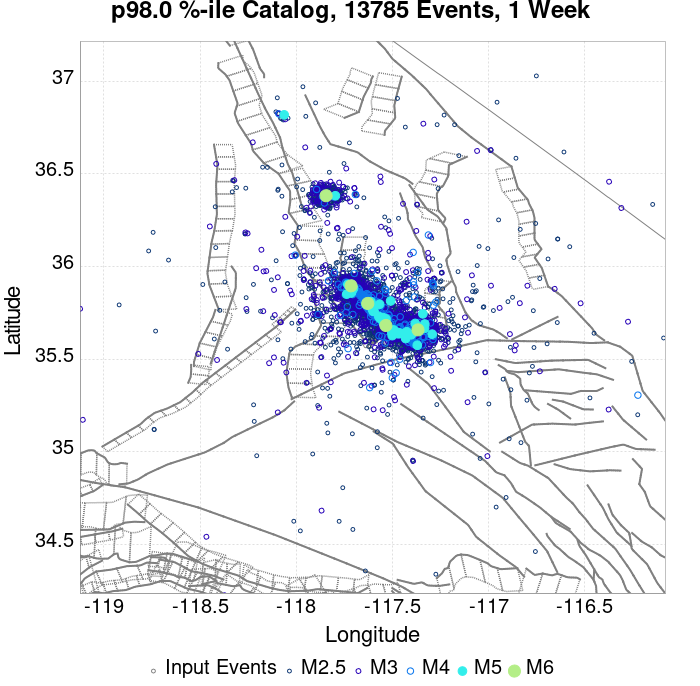 p98.0 %-ile Catalog, 13785 Events, 1 Week
37
36.5
36
35.5
35
34.5
Latitude
-119
-118.5
-118
-117.5
-117
-116.5
Longitude
Input Events
M2.5
M3
M4
M5
M6